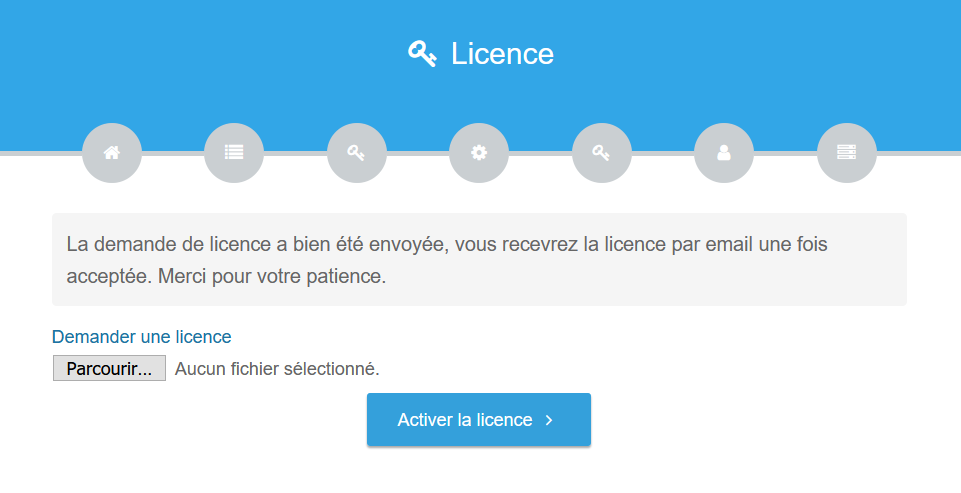 Licence
La demande de licence a bien été envoyée, vous recevrez la licence par email une fois
acceptée. Merci pour votre patience.
Demander une licence
Parcourir... Aucun fichier sélectionné.
Activer la licence